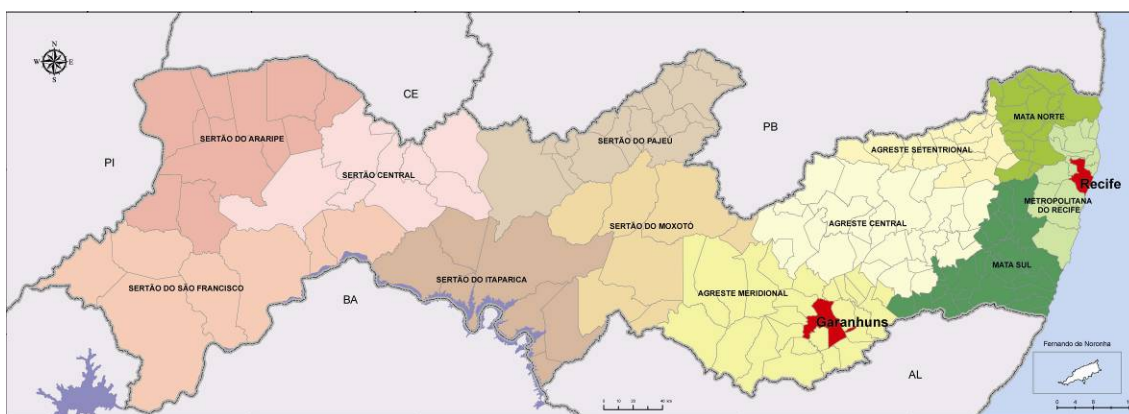 N
W E
S
CE
PB
PI
BA
AL
SERTÃO DO ARARIPE
SERTÃO CENTRAL
SERTÃO DO PAJEÚ
SERTÃO DO MOXOTÓ
SERTÃO DO SÃO FRANCISCO
SERTÃO DO ITAPARICA
AGRESTE SETENTRIONAL
AGRESTE CENTRAL
AGRESTE MERIDIONAL
MATA NORTE
Recife
METROPOLITANA
DO RECIFE
MATA SUL
Garanhuns
Fernando de Noronha